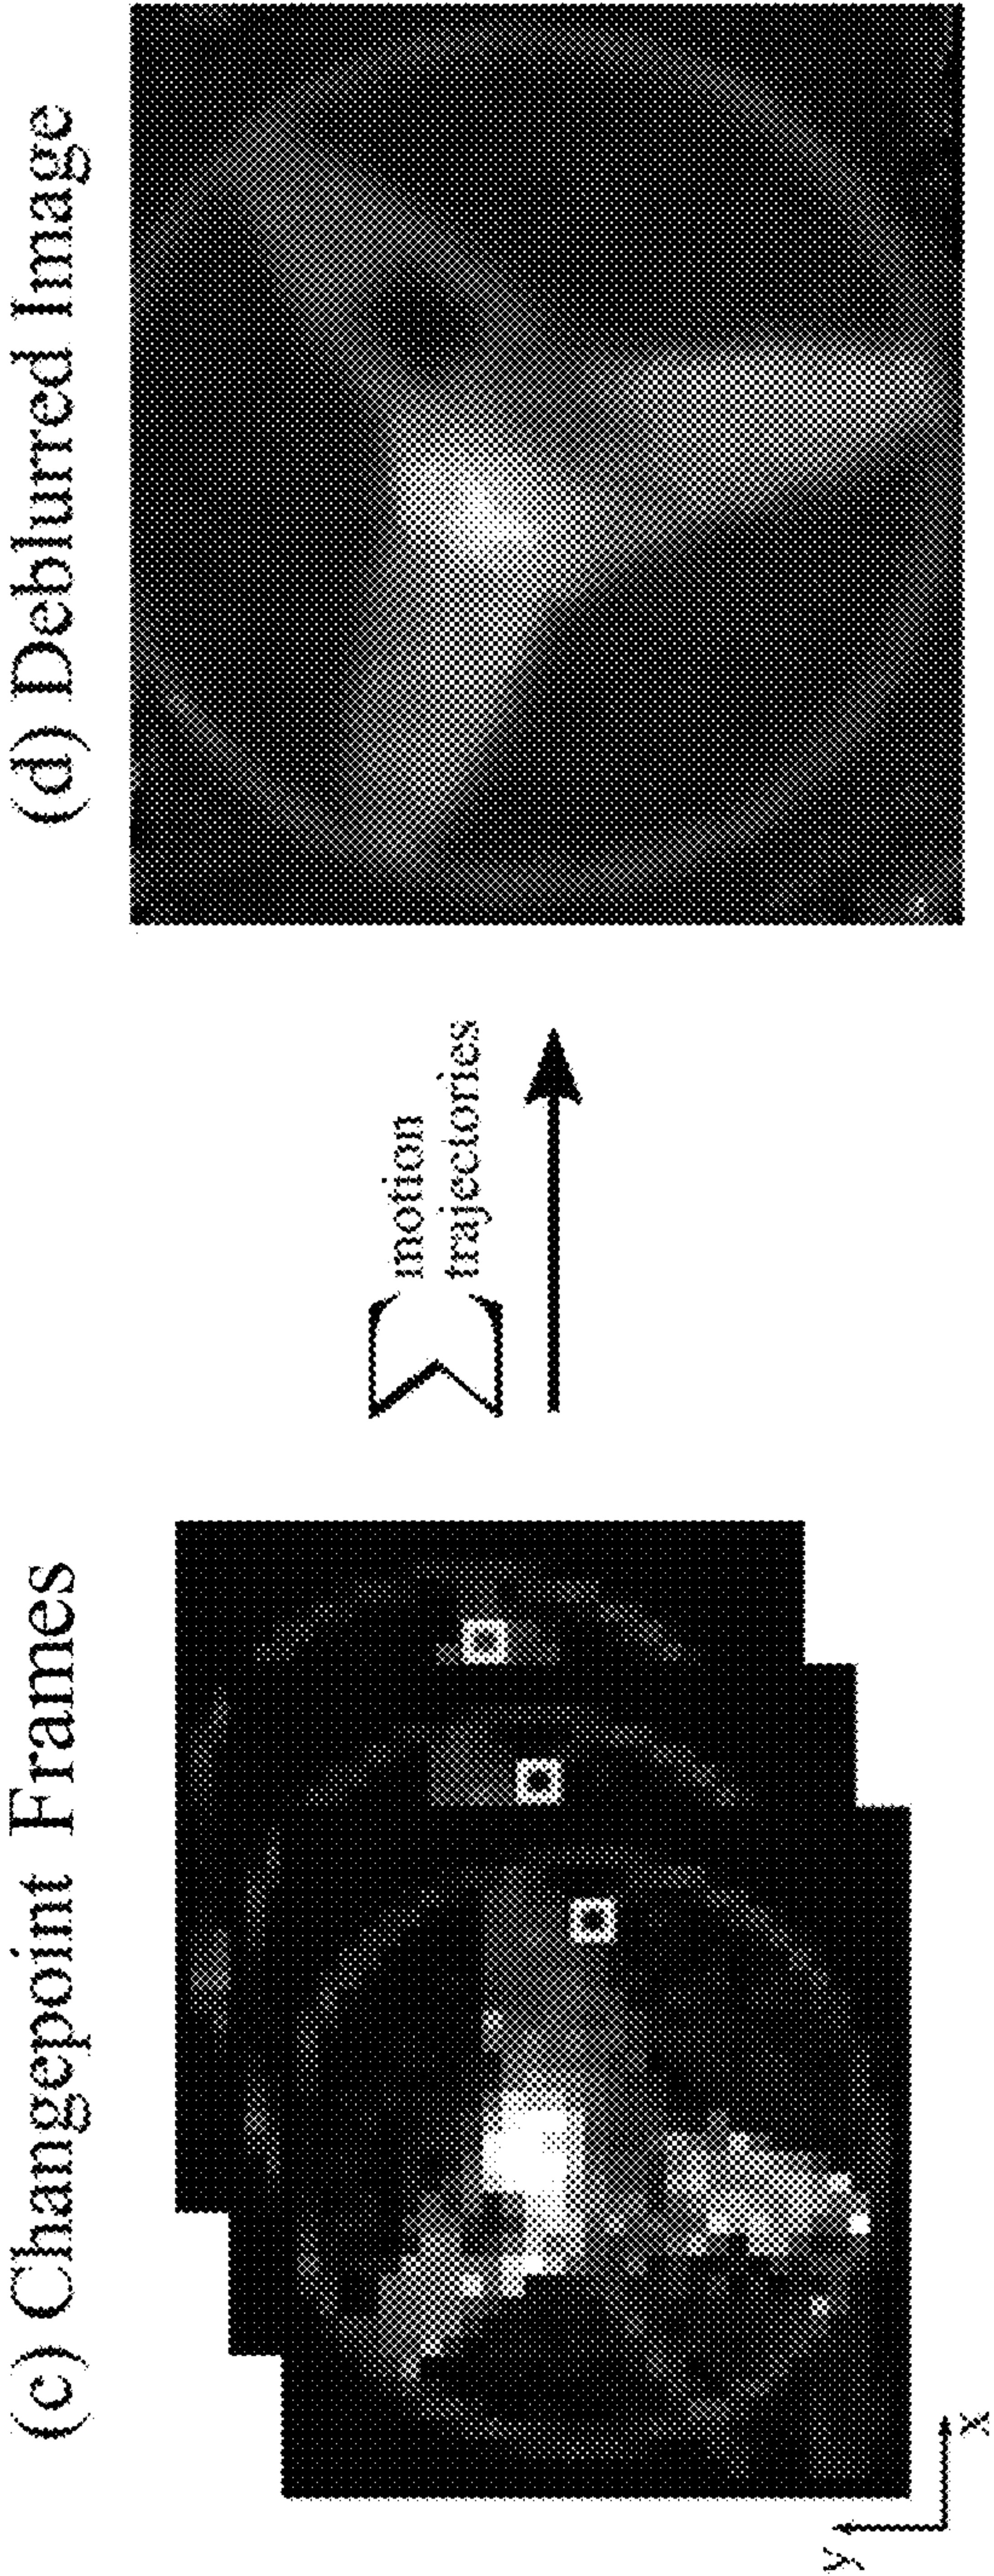 (c) Changepoint Frames
motion
trajectories
(d) Deblurred Image
y
x